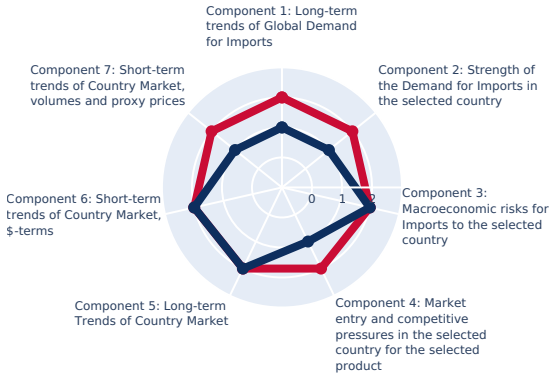 Component 1: Long-term
trends of Global Demand
for Imports
Component 7: Short-term
trends of Country Market,
volumes and proxy prices
Component 2: Strength of
the Demand for Imports in
the selected country
Component 6: Short-term
trends of Country Market,
$-terms
0 1 2
Component 3:
Macroeconomic risks for
Imports to the selected
country
Component 5: Long-term
Trends of Country Market
Component 4: Market
entry and competitive
pressures in the selected
country for the selected
product